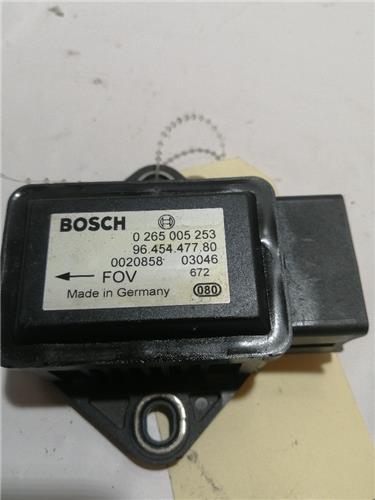 BOSCH
0 265 005 253
96.454.477.80
0020858 03046
← FOV 672
Made in Germany 080